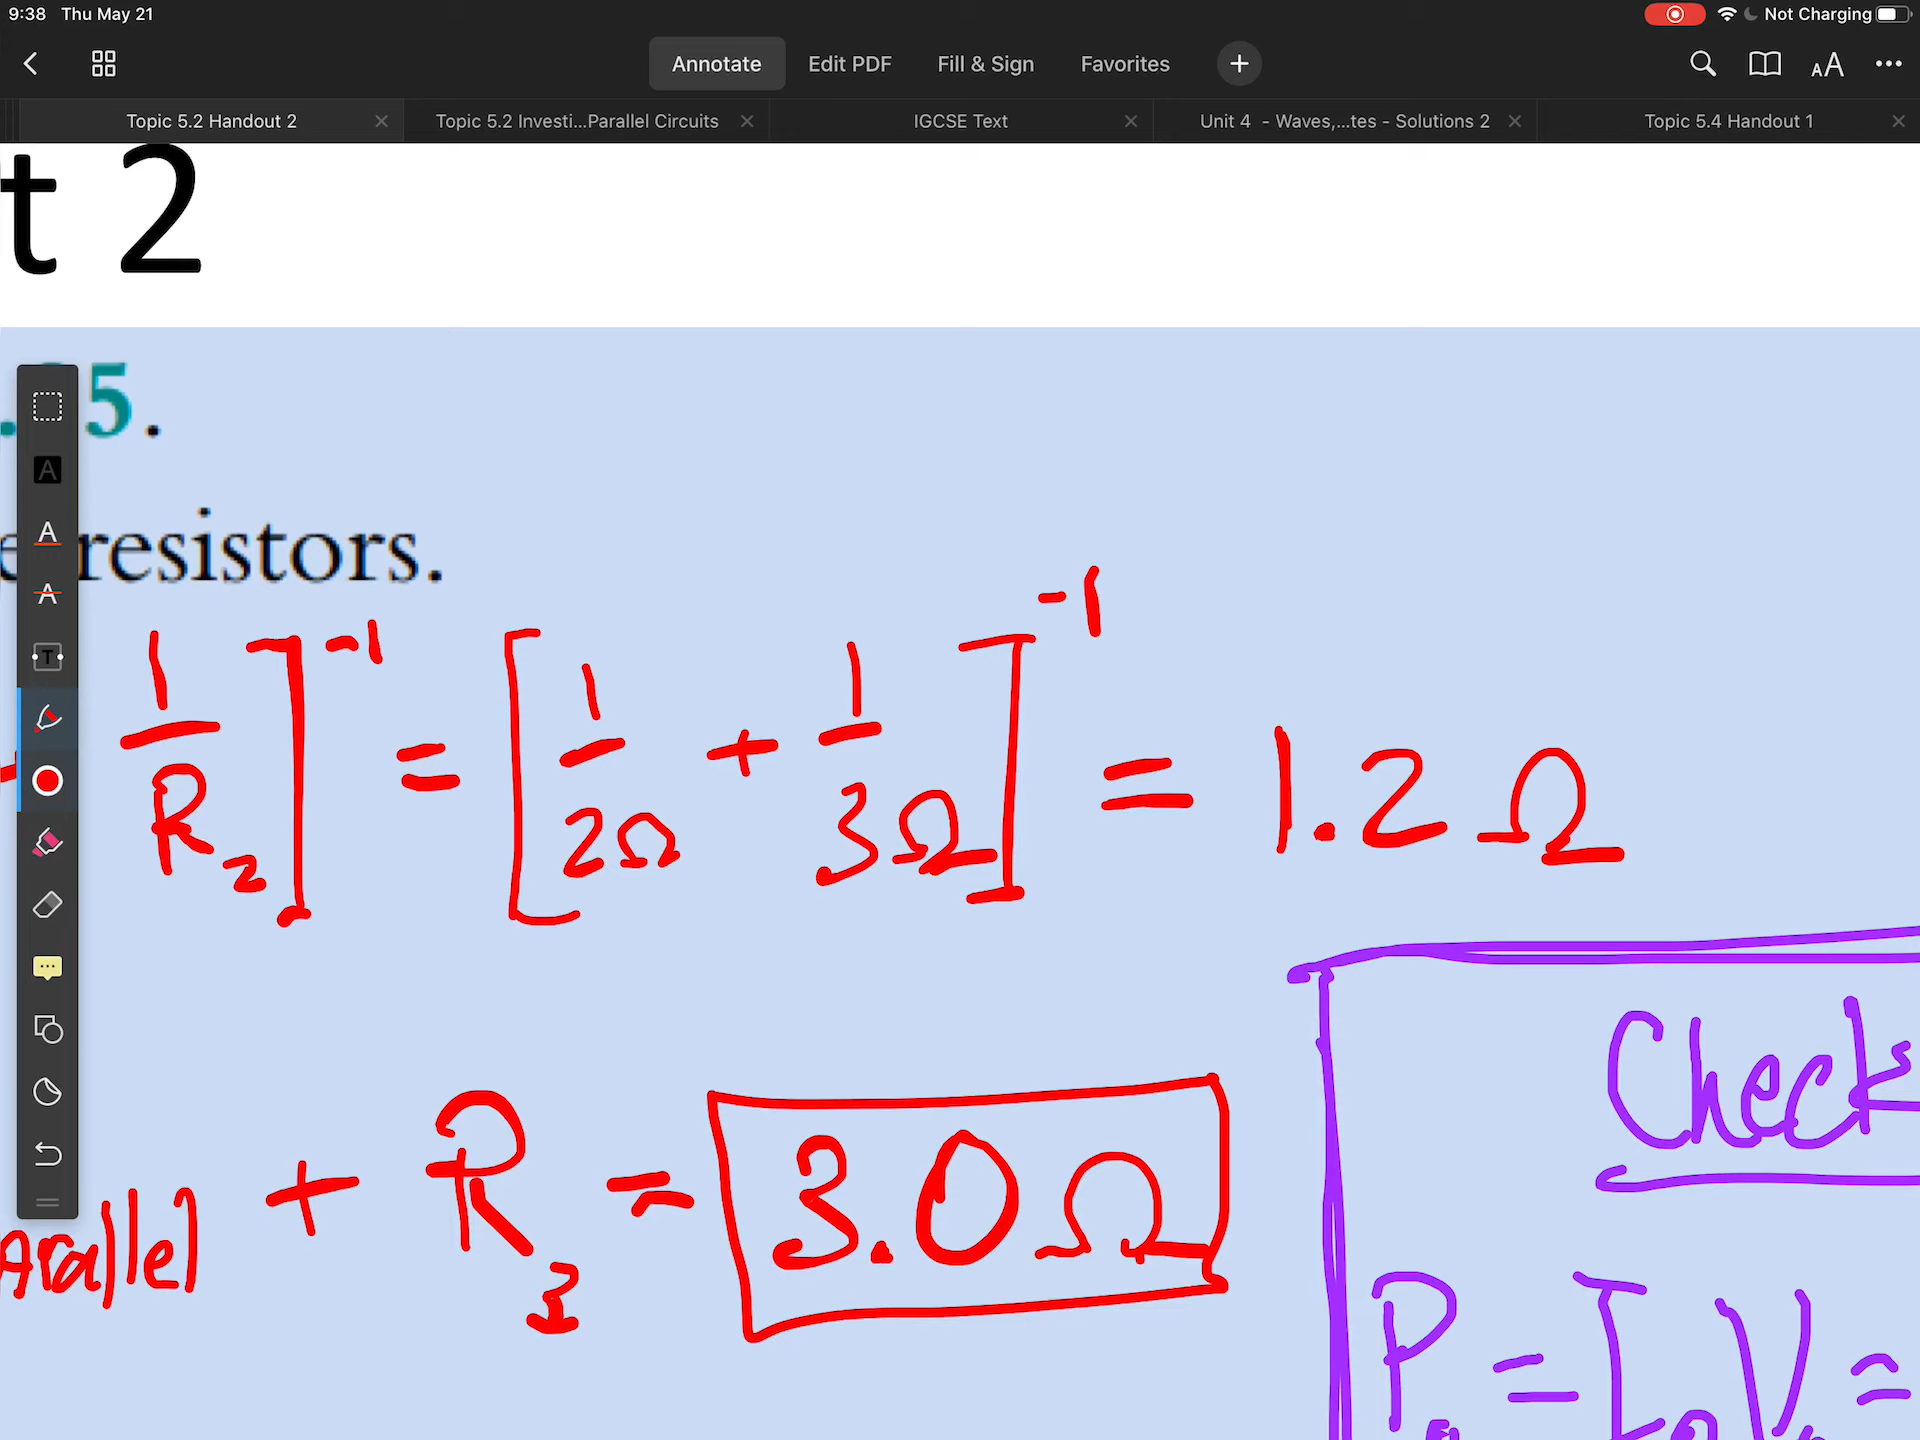 9:38 Thu May 21 Not Charging
Annotate Edit PDF Fill & Sign Favorites
Topic 5.2 Handout 2 Topic 5.2 Investi...Parallel Circuits IGCSE Text Unit 4 - Waves,...tes - Solutions 2 Topic 5.4 Handout 1
t 2
5.
resistors.
1/R₂]⁻¹ = [1/2Ω + 1/3Ω]⁻¹ = 1.2 Ω
Check
arallel + R₃ = 3.0 Ω
P = I V =